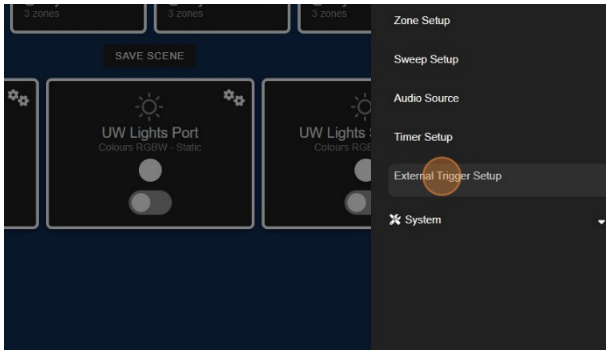 3 zones
3 zones
3 zones
SAVE SCENE
UW Lights Port
Colours RGBW - Static
UW Lights
Colours RGB
Zone Setup
Sweep Setup
Audio Source
Timer Setup
External Trigger Setup
System